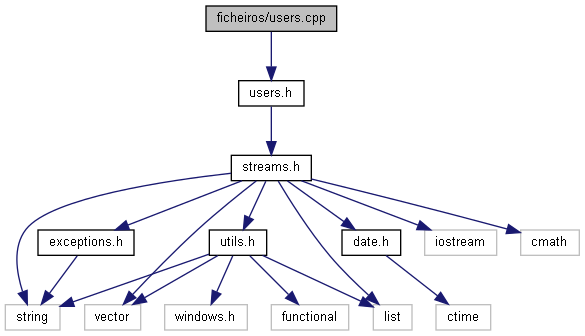 ficheiros/users.cpp
users.h
streams.h
exceptions.h
utils.h
date.h
iostream
cmath
string
vector
windows.h
functional
list
ctime